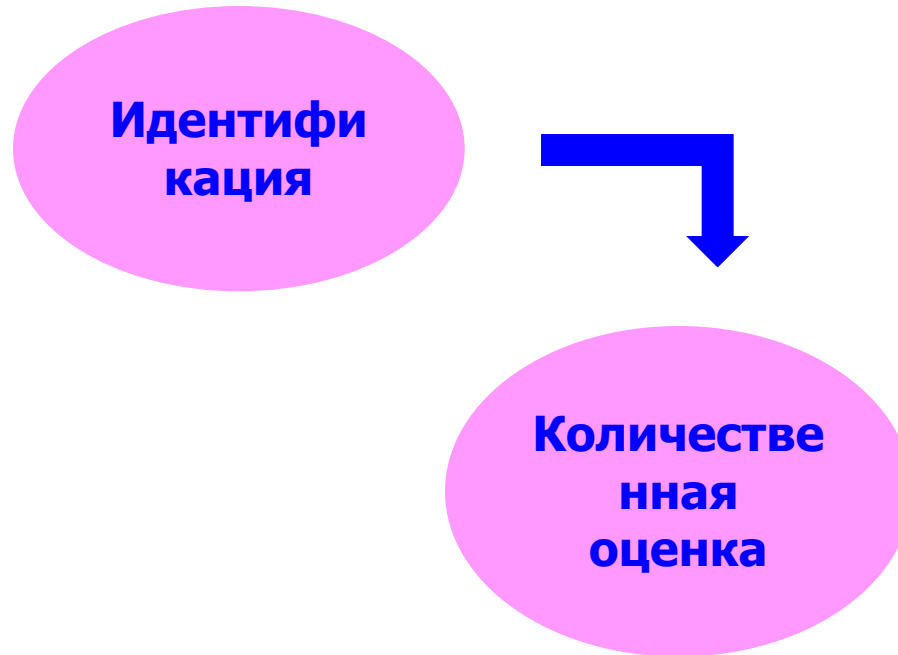 Идентифи
кация
Количестве
нная
оценка